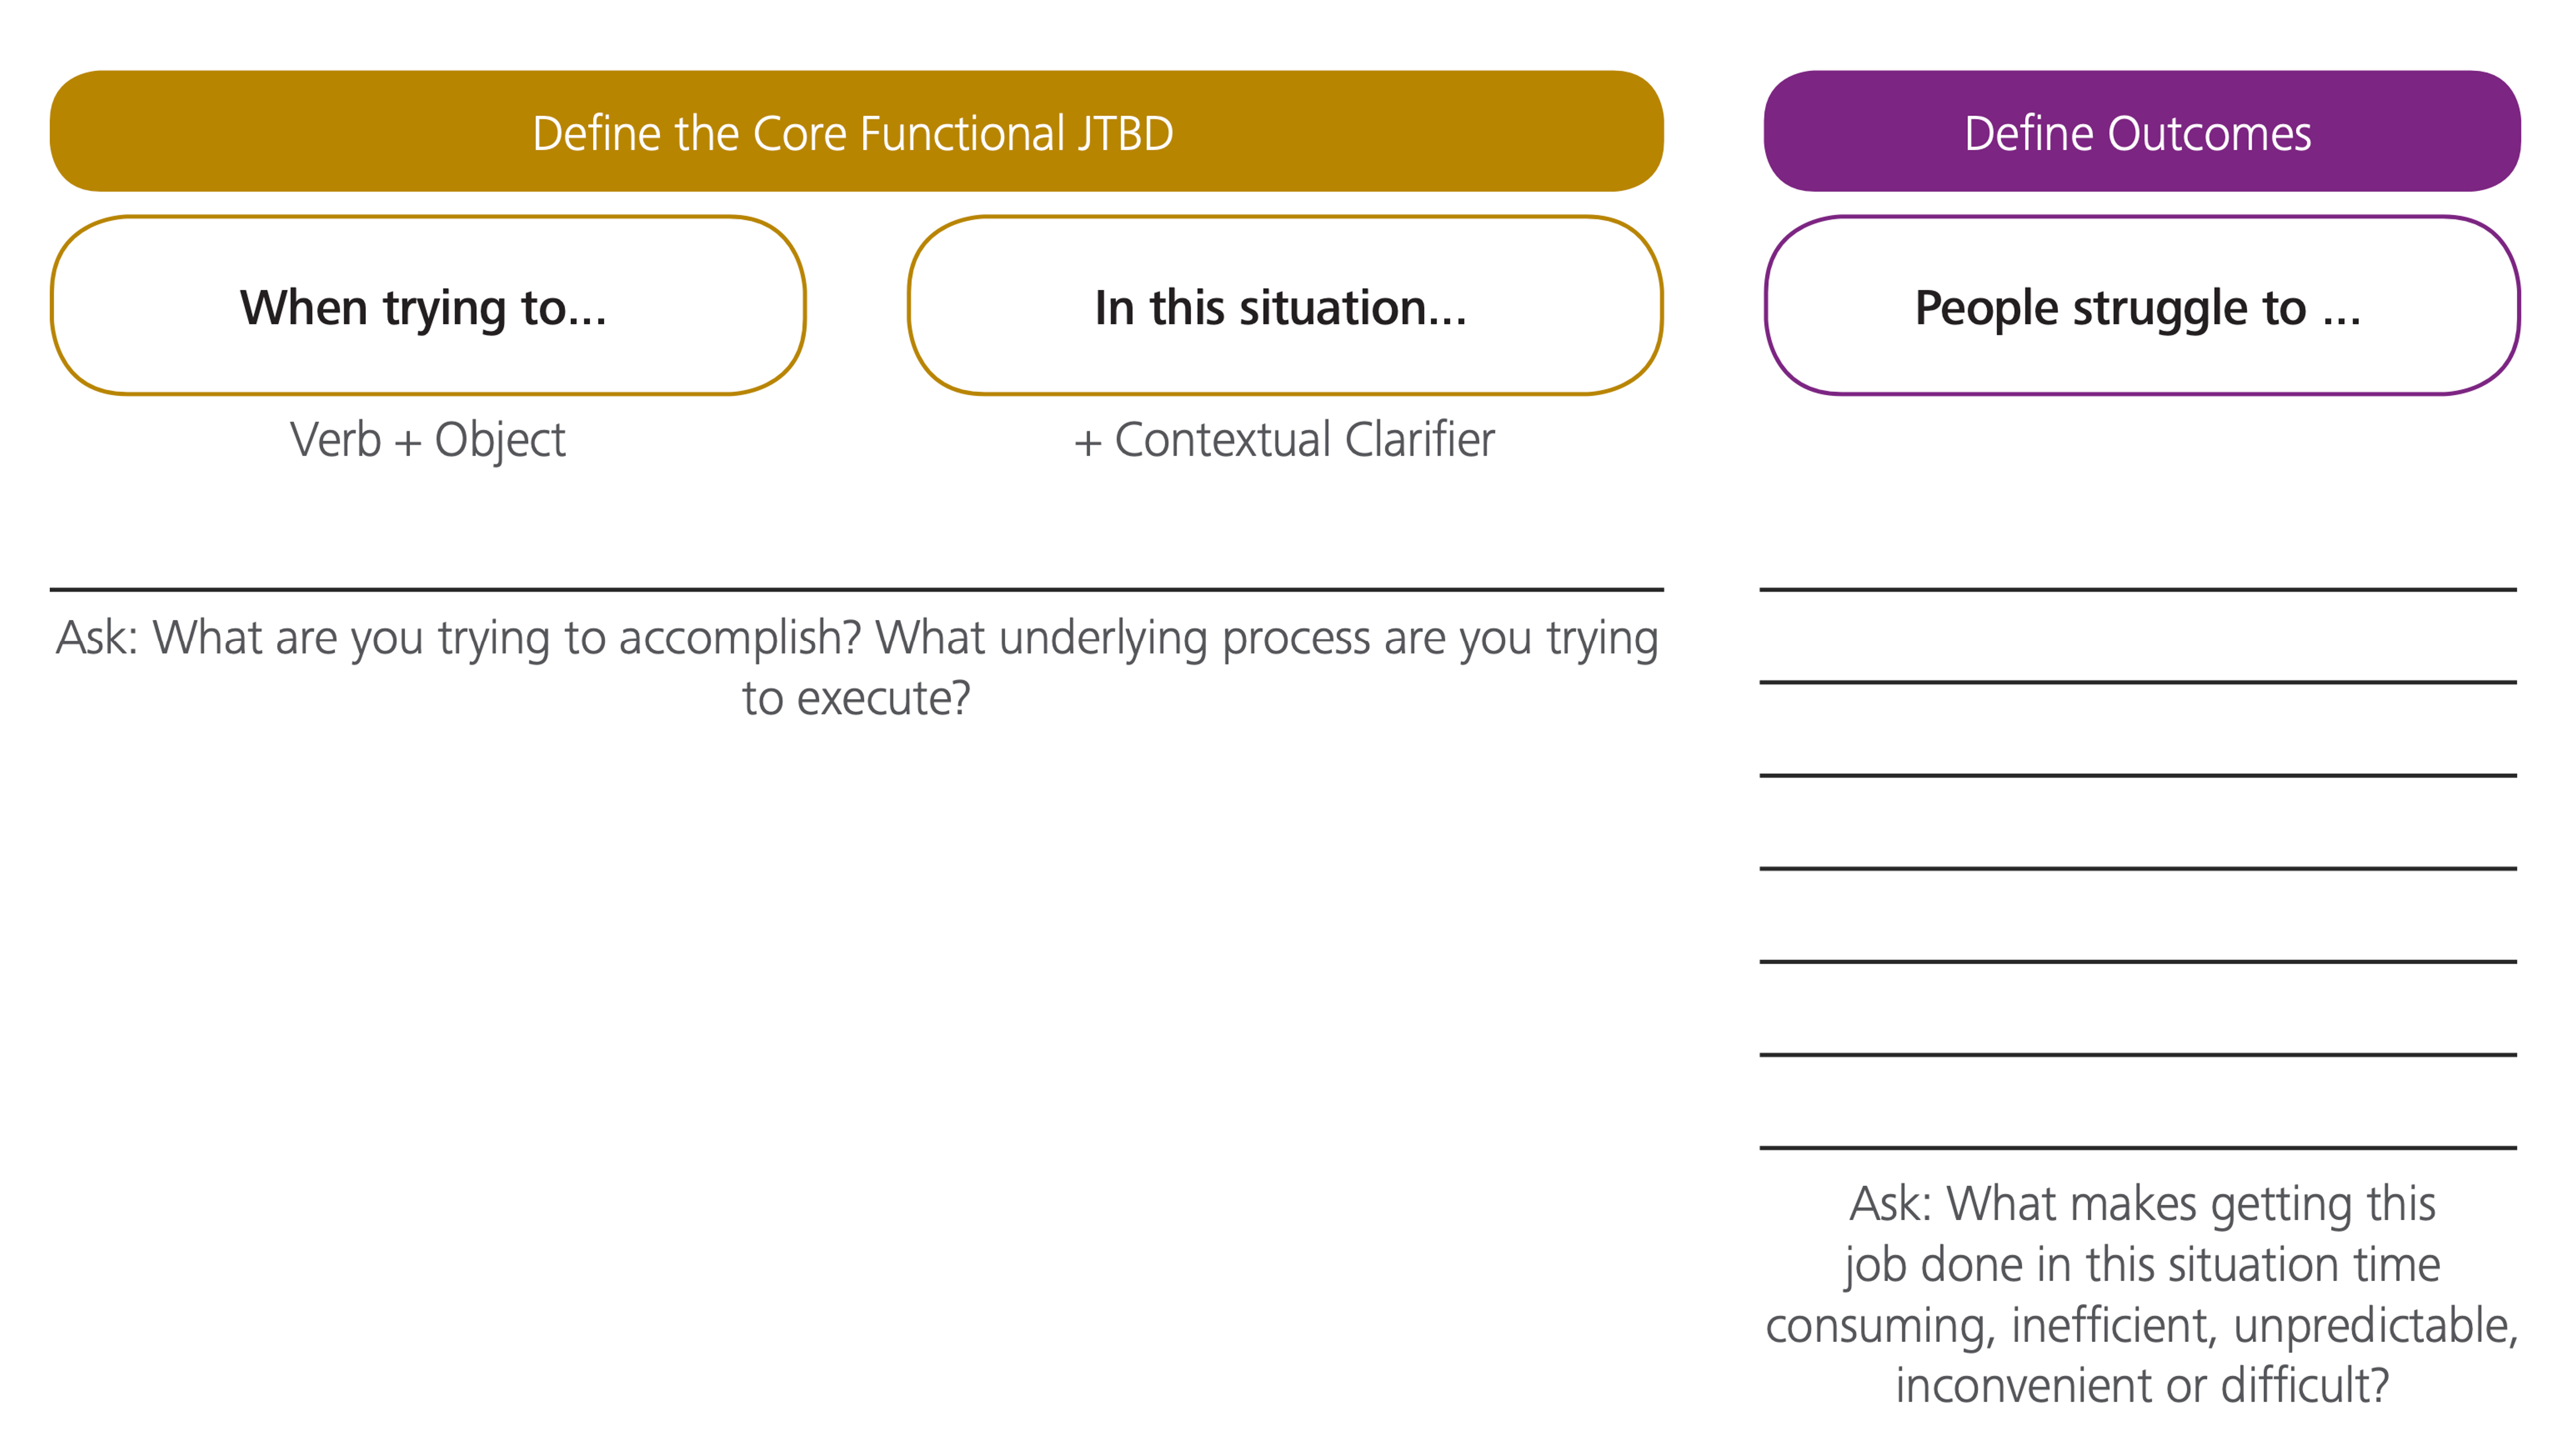 Define the Core Functional JTBD
Define Outcomes
When trying to...
In this situation...
People struggle to ...
Verb + Object
+ Contextual Clarifier
Ask: What are you trying to accomplish? What underlying process are you trying
to execute?
Ask: What makes getting this
job done in this situation time
consuming, inefficient, unpredictable,
inconvenient or difficult?